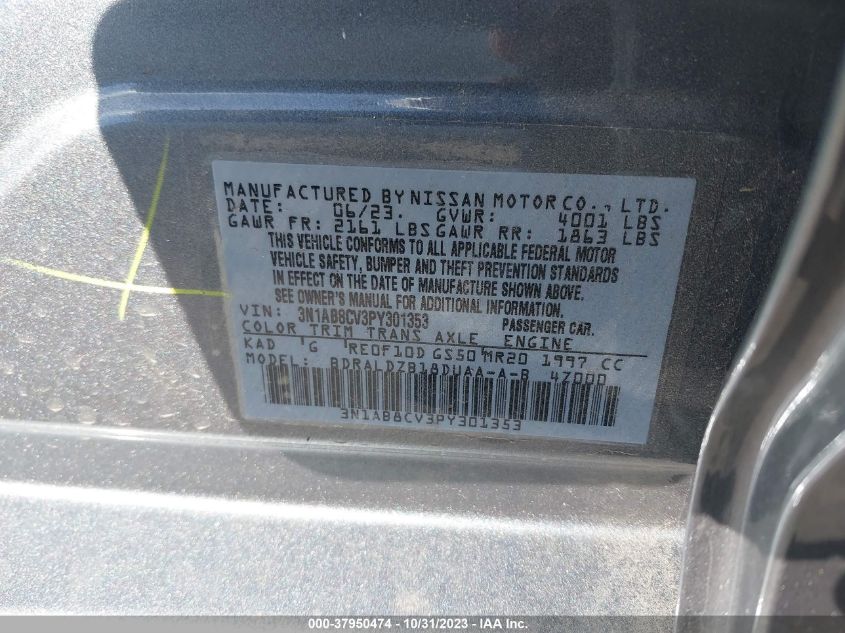 MANUFACTURED BY NISSAN MOTOR CO., LTD.
DATE: 06/23. GVWR: 4001 LBS
GAWR FR: 2161 LBS GAWR RR: 1863 LBS
THIS VEHICLE CONFORMS TO ALL APPLICABLE FEDERAL MOTOR
VEHICLE SAFETY, BUMPER AND THEFT PREVENTION STANDARDS
IN EFFECT ON THE DATE OF MANUFACTURE SHOWN ABOVE.
SEE OWNER'S MANUAL FOR ADDITIONAL INFORMATION.
VIN: 3N1AB8CV3PY301353 PASSENGER CAR.
COLOR TRIM TRANS AXLE ENGINE
KAD G RE0F10D GS50 MR20 1997 CC
MODEL: BDRALDZB18DUAA-A-B 47000
3N1AB8CV3PY301353
000-37950474 - 10/31/2023 - IAA Inc.